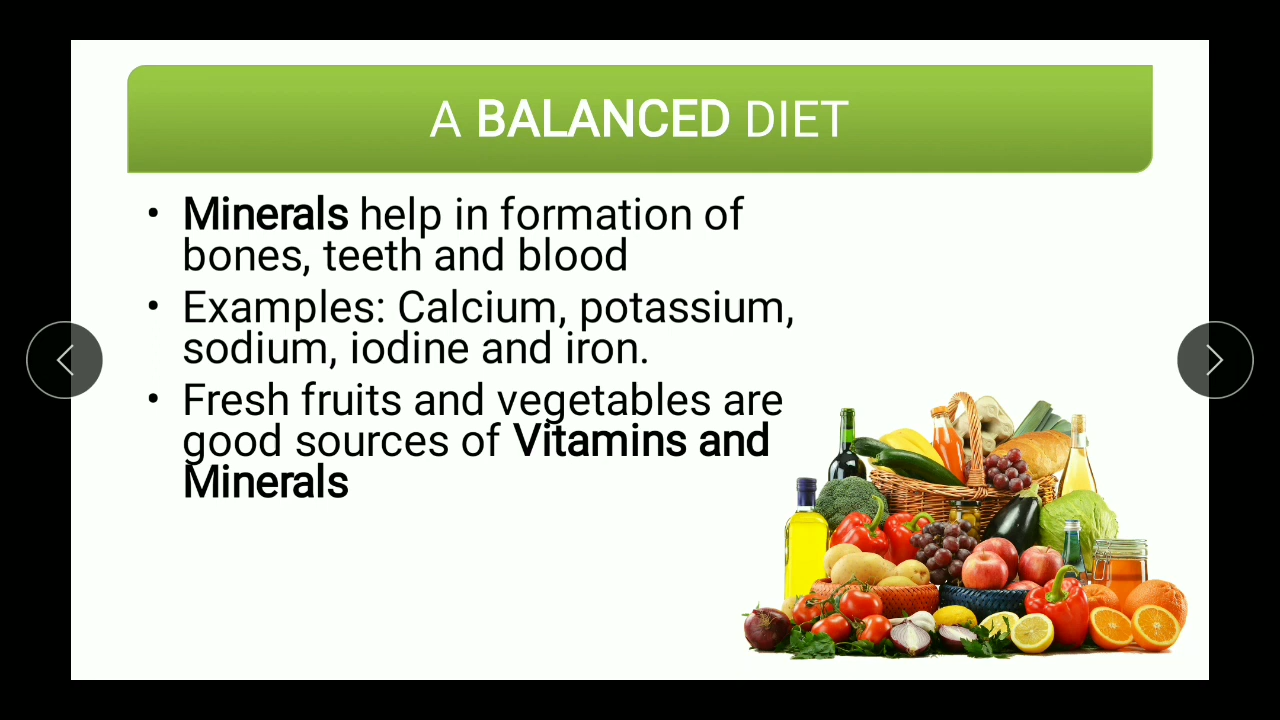 A BALANCED DIET
• Minerals help in formation of
bones, teeth and blood
• Examples: Calcium, potassium,
sodium, iodine and iron.
• Fresh fruits and vegetables are
good sources of Vitamins and
Minerals